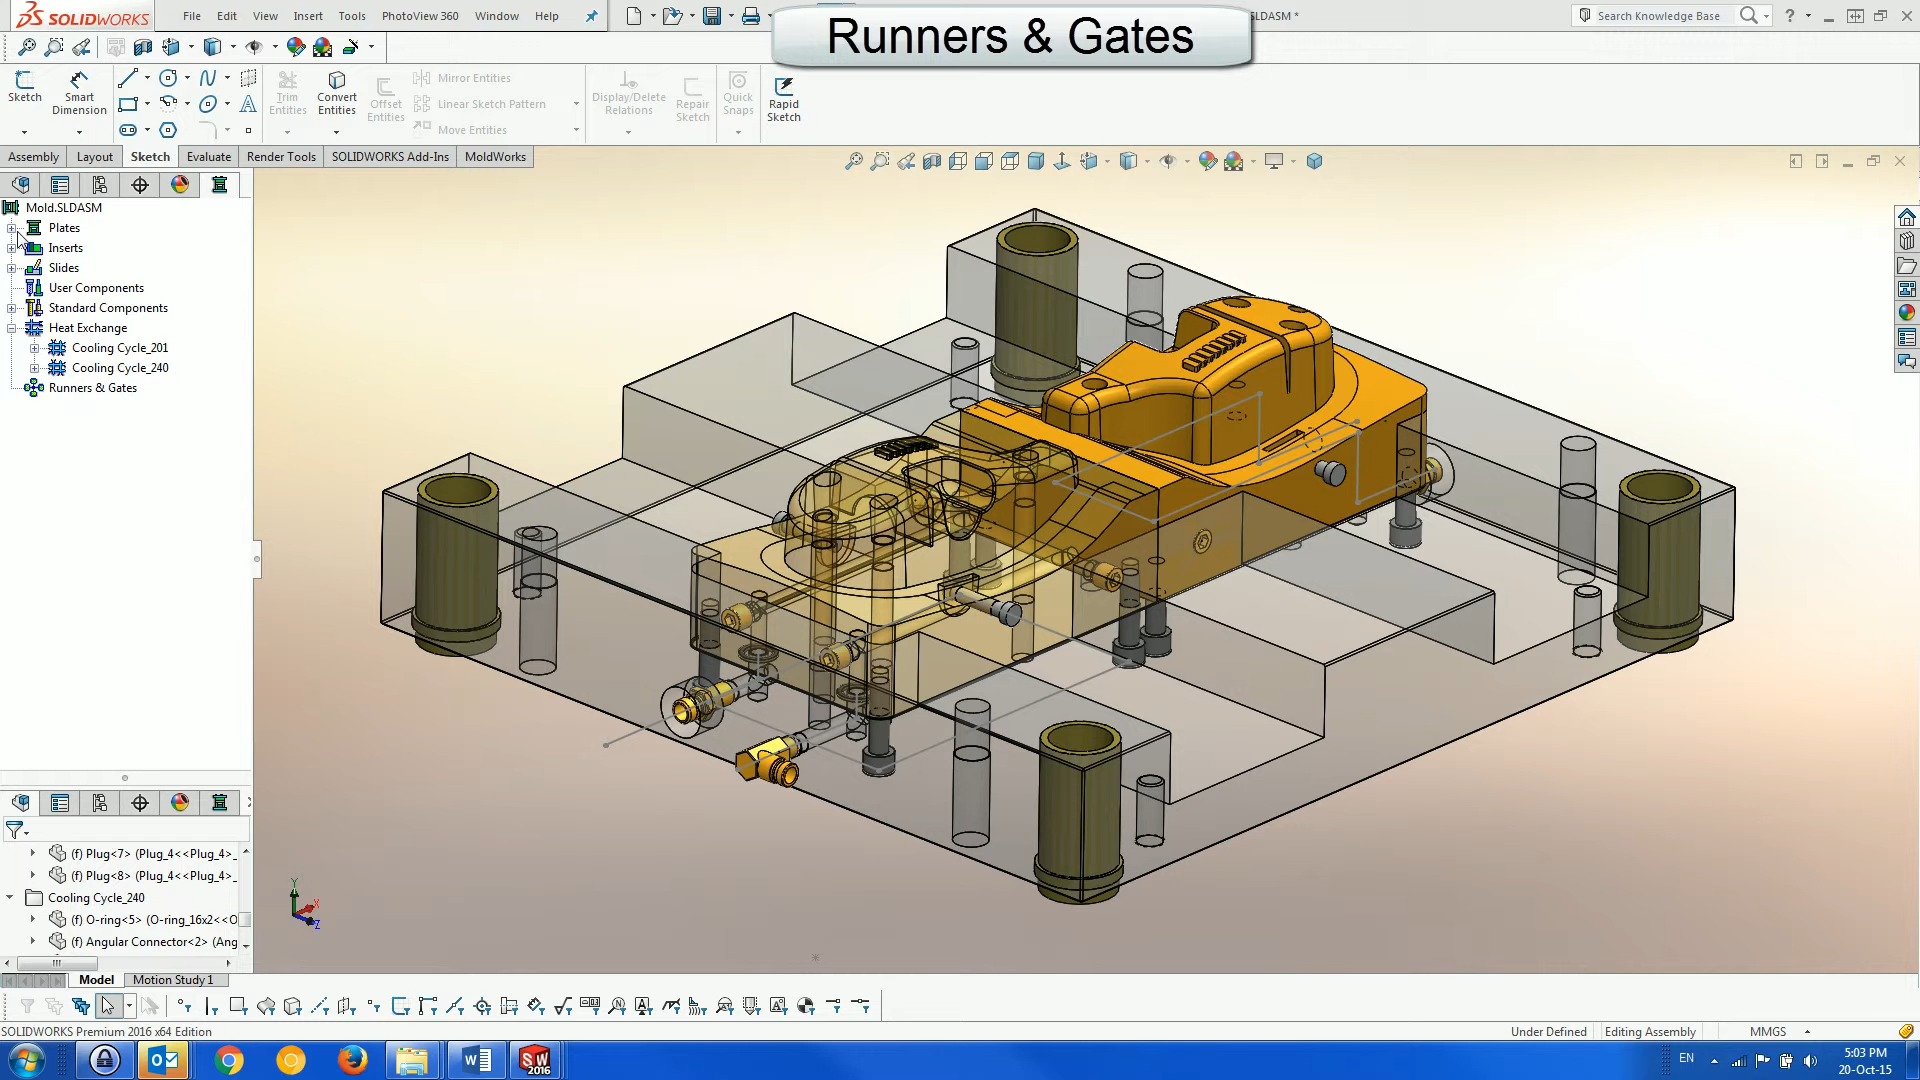 SOLIDWORKS
File Edit View Insert Tools PhotoView 360 Window Help
SLDASM *
Search Knowledge Base
Runners & Gates
Sketch
Smart Dimension
Trim Entities
Convert Entities
Offset Entities
Mirror Entities
Linear Sketch Pattern
Move Entities
Display/Delete Relations
Repair Sketch
Quick Snaps
Rapid Sketch
Assembly Layout Sketch Evaluate Render Tools SOLIDWORKS Add-Ins MoldWorks
Mold.SLDASM
Plates
Inserts
Slides
User Components
Standard Components
Heat Exchange
Cooling Cycle_201
Cooling Cycle_240
Runners & Gates
(f) Plug<7> (Plug_4<<Plug_4>_
(f) Plug<8> (Plug_4<<Plug_4>_
Cooling Cycle_240
(f) O-ring<5> (O-ring_16x2<<O
(f) Angular Connector<2> (Ang
Y
X
Z
Model Motion Study 1
SOLIDWORKS Premium 2016 x64 Edition
Under Defined Editing Assembly MMGS
EN
5:03 PM
20-Oct-15
SW
2016